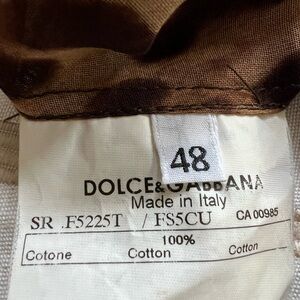 48
DOLCE&GABBANA
Made in Italy
SR .F5225T / FS5CU CA 00985
100%
Cotone Cotton Cotton